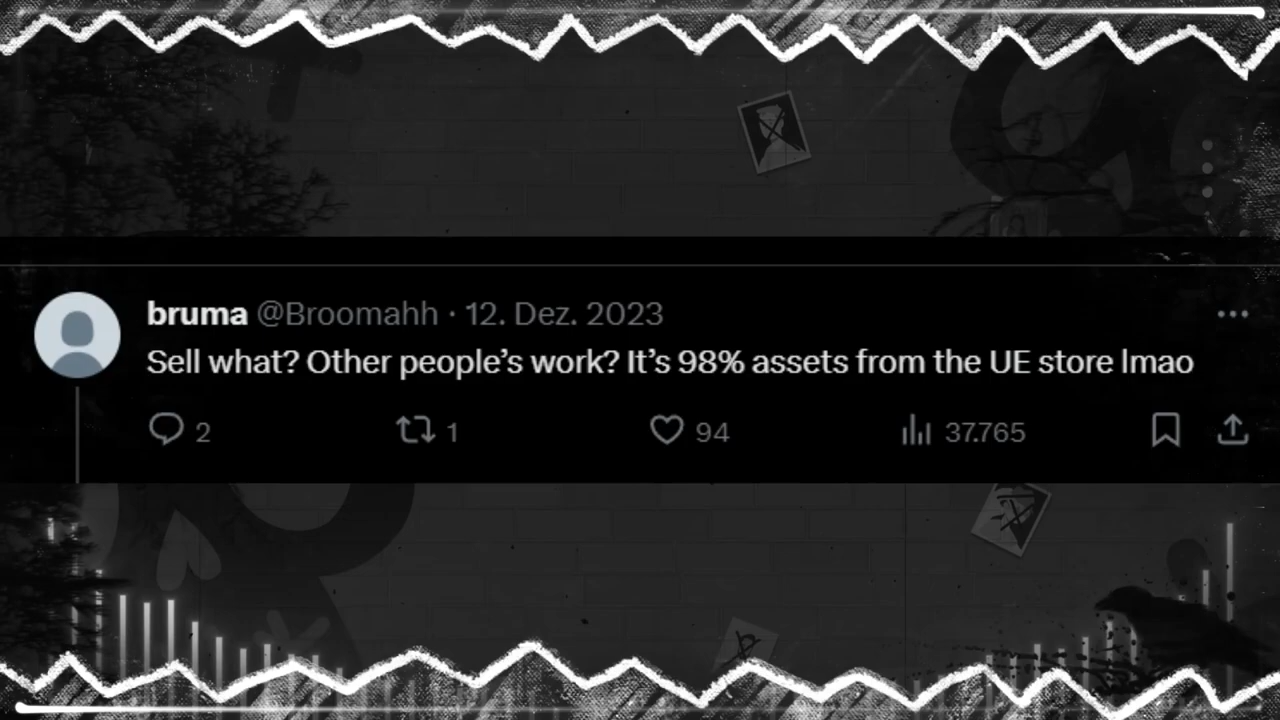 bruma @Broomahh · 12. Dez. 2023
Sell what? Other people’s work? It’s 98% assets from the UE store lmao
2 1 94 37.765